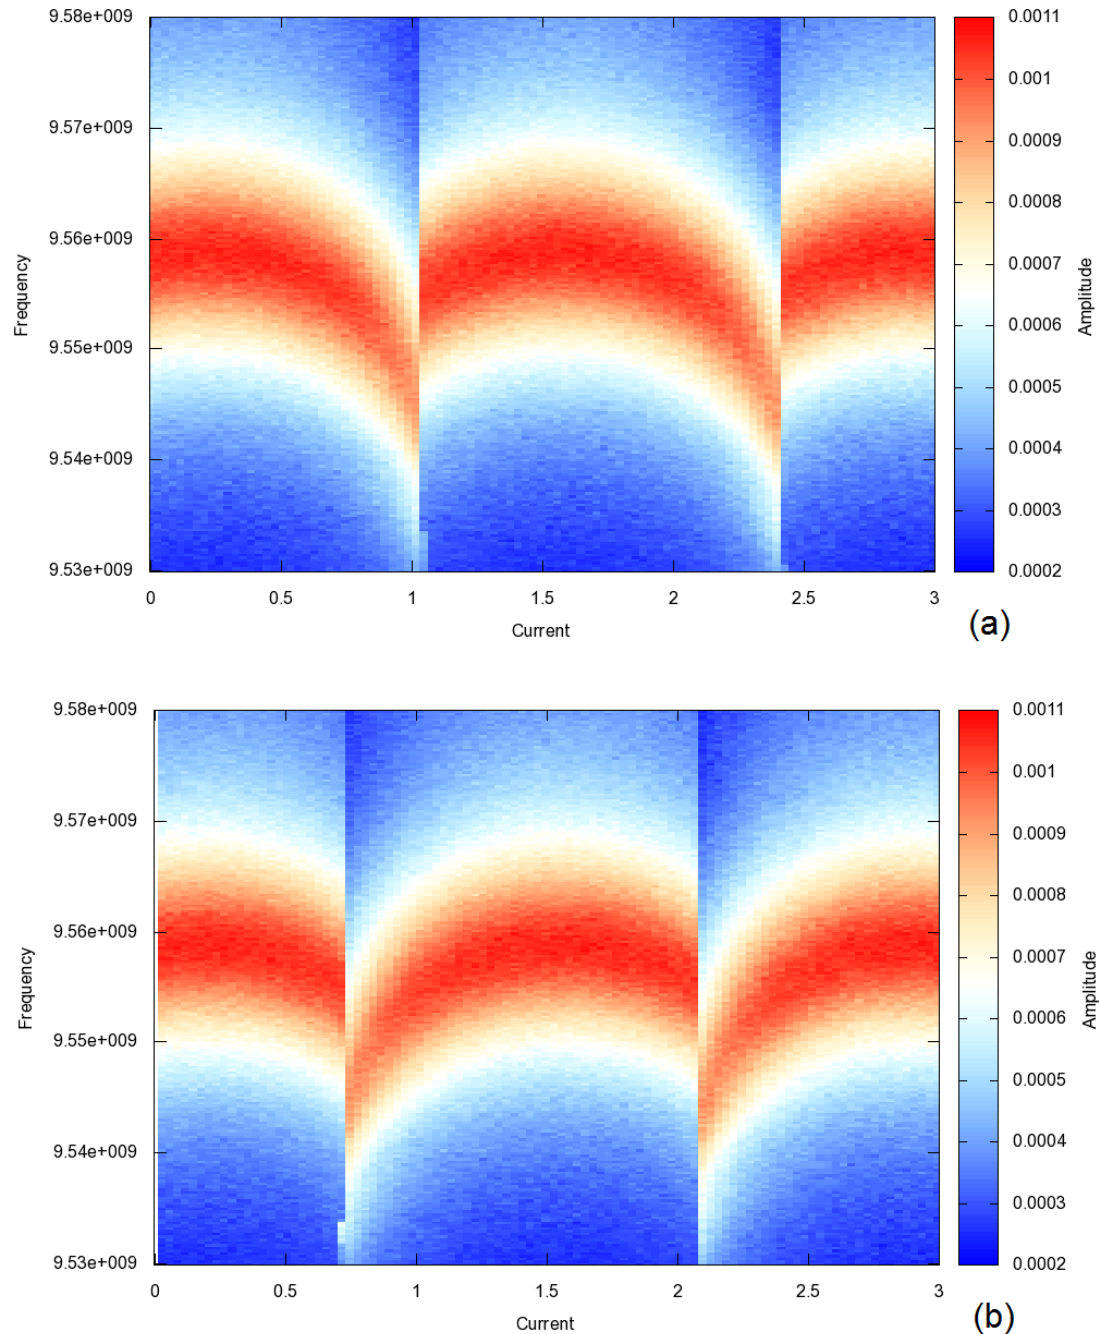 9.58e+009
9.57e+009
9.56e+009
9.55e+009
9.54e+009
9.53e+009
Frequency
0
0.5
1
1.5
2
2.5
3
Current
0.0011
0.001
0.0009
0.0008
0.0007
0.0006
0.0005
0.0004
0.0003
0.0002
Amplitude
(a)
9.58e+009
9.57e+009
9.56e+009
9.55e+009
9.54e+009
9.53e+009
Frequency
0
0.5
1
1.5
2
2.5
3
Current
0.0011
0.001
0.0009
0.0008
0.0007
0.0006
0.0005
0.0004
0.0003
0.0002
Amplitude
(b)